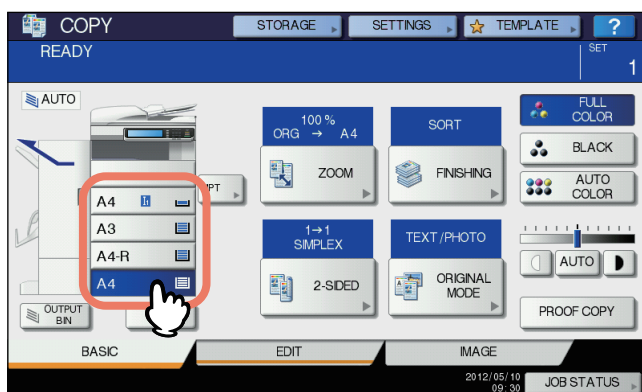 COPY
STORAGE
SETTINGS
TEMPLATE
?
READY
SET
1
AUTO
100 %
ORG → A4
ZOOM
SORT
FINISHING
FULL
COLOR
BLACK
AUTO
COLOR
A4
A3
A4-R
A4
1→1
SIMPLEX
2-SIDED
TEXT/PHOTO
ORIGINAL
MODE
AUTO
OUTPUT
BIN
PROOF COPY
BASIC
EDIT
IMAGE
2012/05/10
09:30
JOB STATUS